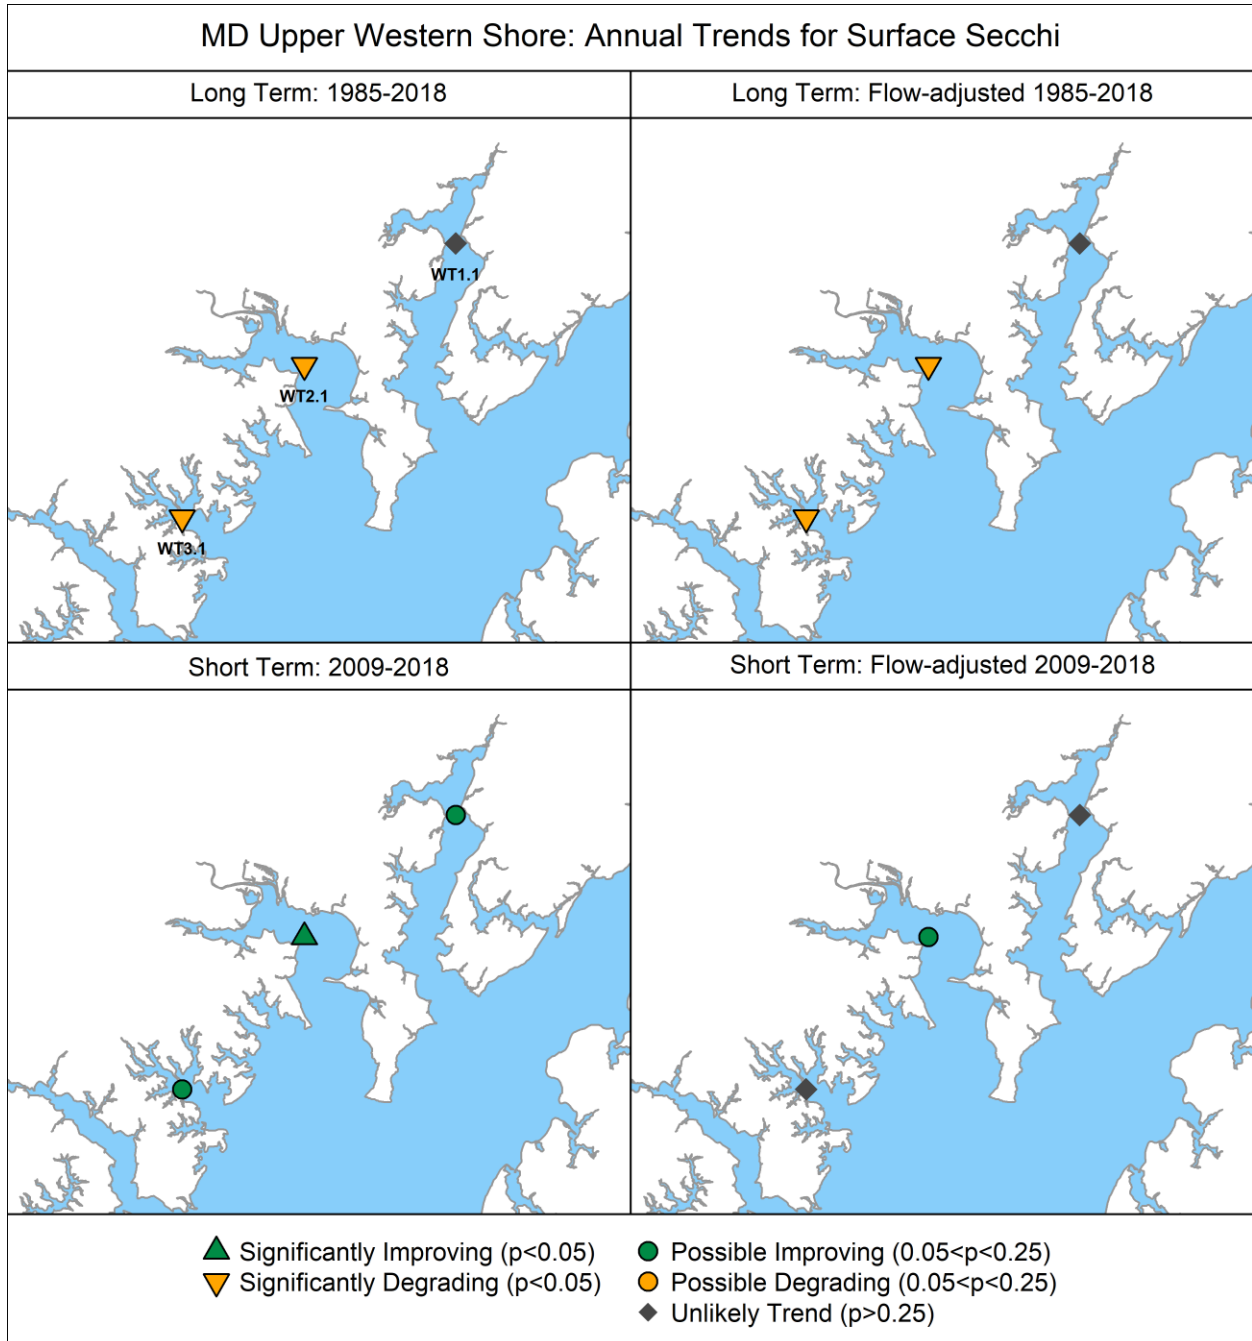 MD Upper Western Shore: Annual Trends for Surface Secchi
Long Term: 1985-2018
Long Term: Flow-adjusted 1985-2018
WT1.1
WT2.1
WT3.1
Short Term: 2009-2018
Short Term: Flow-adjusted 2009-2018
Significantly Improving (p<0.05)
Possible Improving (0.05<p<0.25)
Significantly Degrading (p<0.05)
Possible Degrading (0.05<p<0.25)
Unlikely Trend (p>0.25)